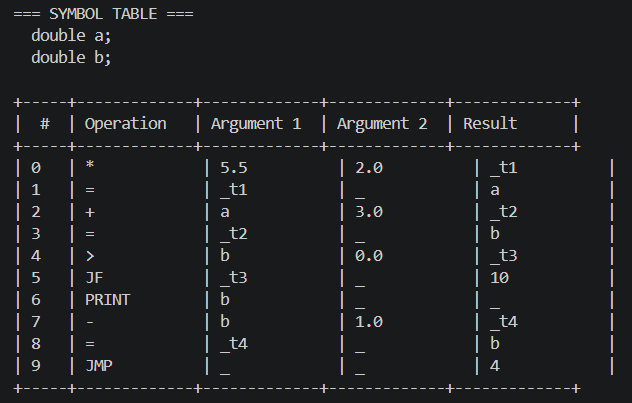 === SYMBOL TABLE ===
  double a;
  double b;

+-----+-------------+-------------+-------------+-------------+
|  #  | Operation   | Argument 1  | Argument 2  | Result      |
+-----+-------------+-------------+-------------+-------------+
| 0   | *            | 5.5         | 2.0          | _t1          |
| 1   | =            | _t1         | _            | a            |
| 2   | +            | a           | 3.0          | _t2          |
| 3   | =            | _t2         | _            | b            |
| 4   | >            | b           | 0.0          | _t3          |
| 5   | JF           | _t3         | _            | 10           |
| 6   | PRINT        | b           | _            | _            |
| 7   | -            | b           | 1.0          | _t4          |
| 8   | =            | _t4         | _            | b            |
| 9   | JMP          | _           | _            | 4            |
+-----+-------------+-------------+-------------+-------------+